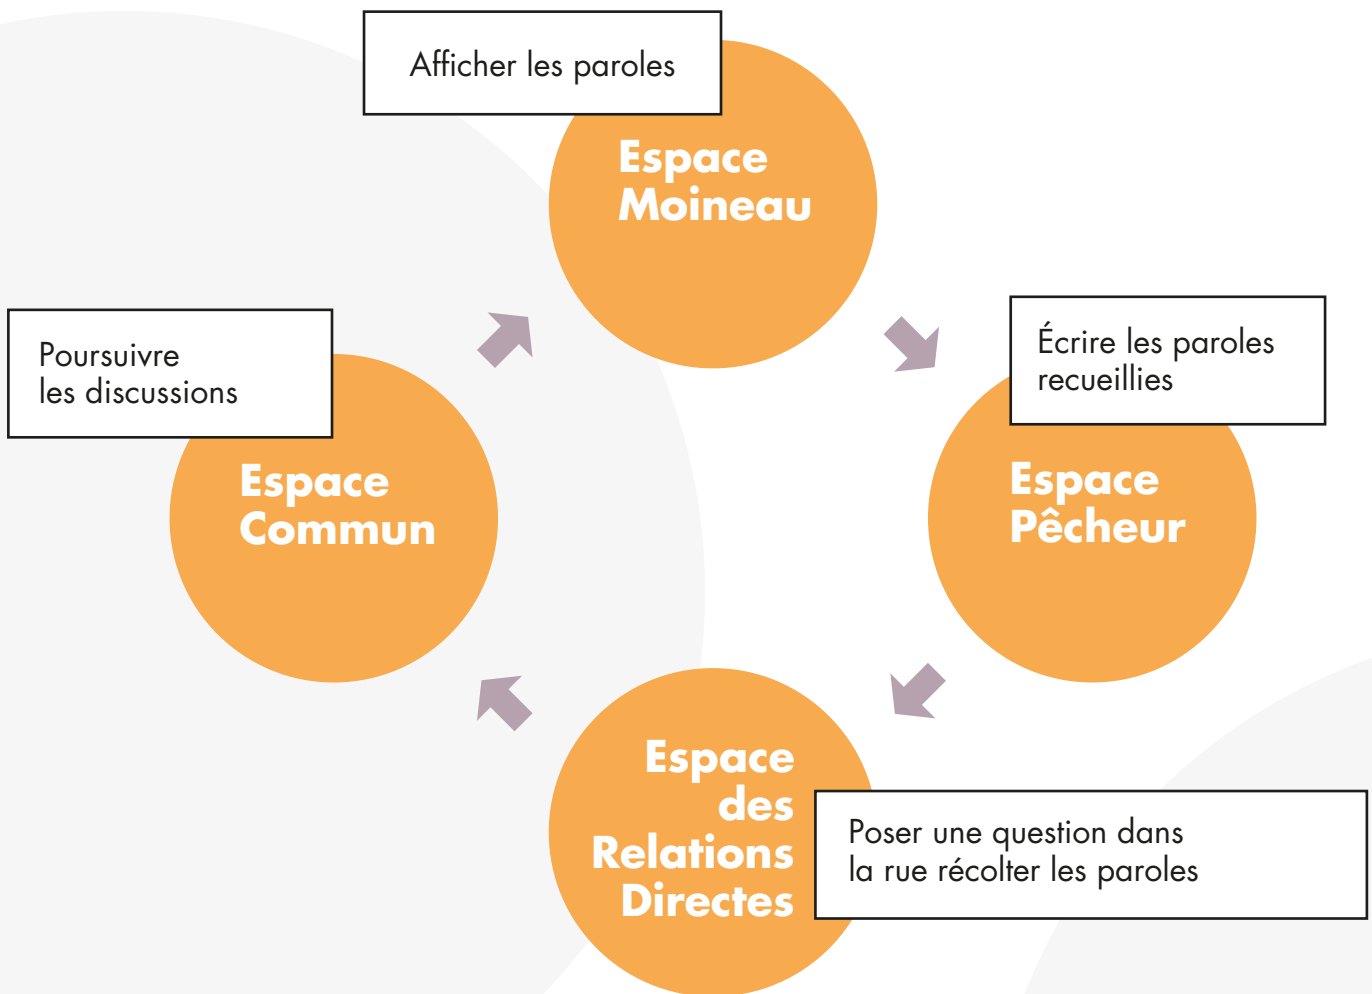 Afficher les paroles
Espace
Moineau
Écrire les paroles
recueillies
Espace
Pêcheur
Poursuivre
les discussions
Espace
Commun
Espace
des
Relations
Directes
Poser une question dans
la rue récolter les paroles